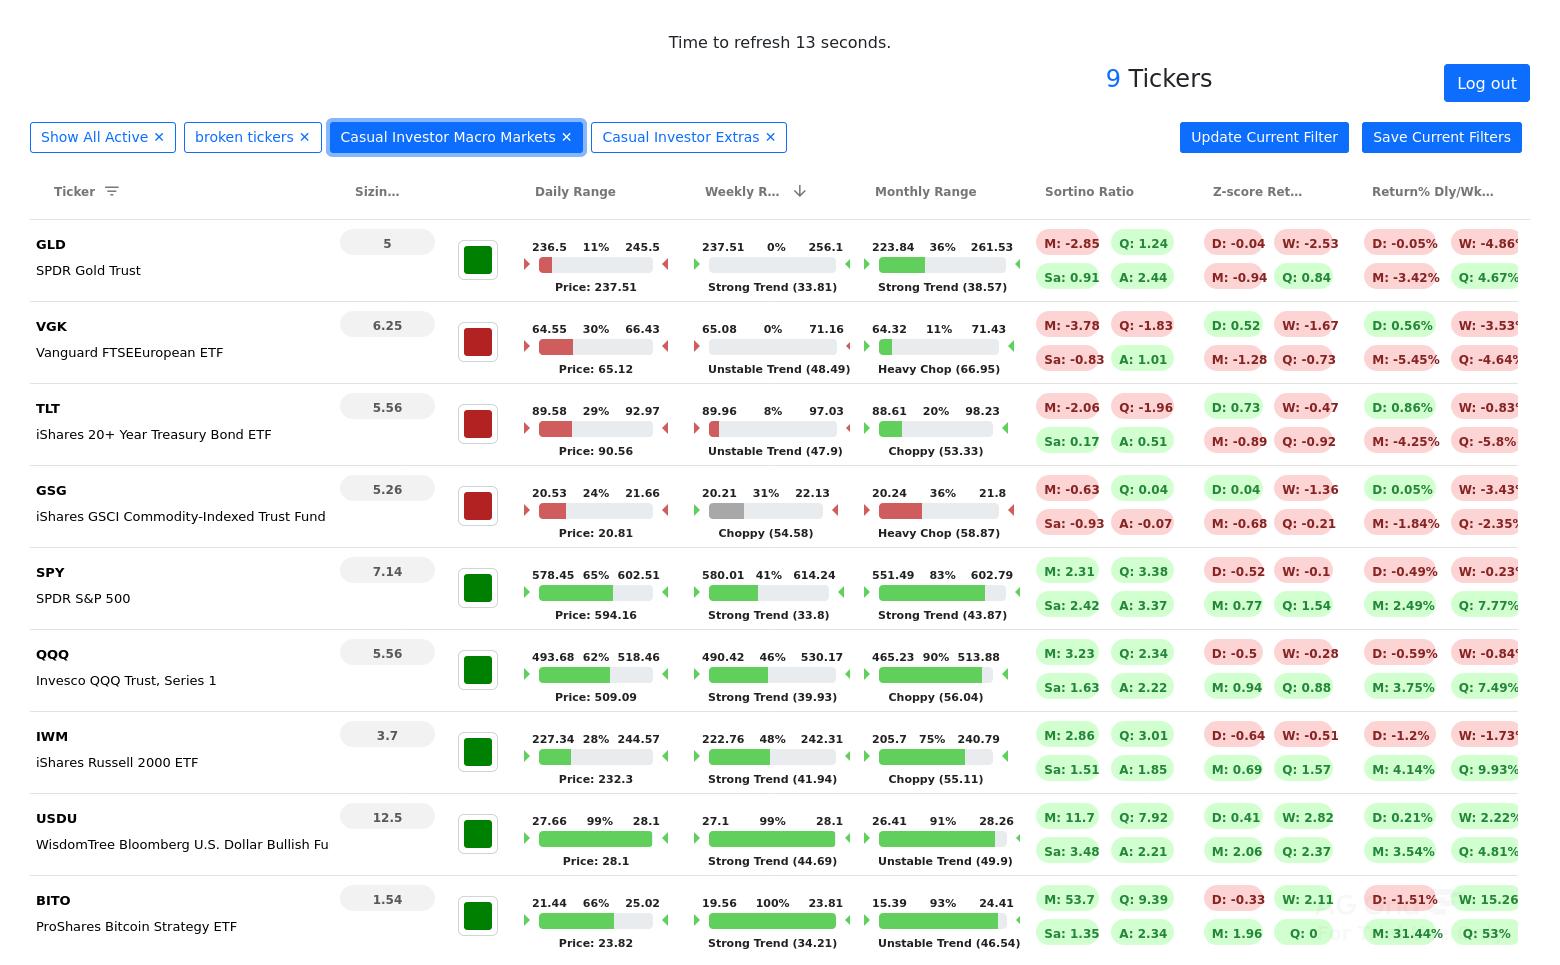 Time to refresh 13 seconds.
9 Tickers
Log out
Show All Active ✕ broken tickers ✕ Casual Investor Macro Markets ✕ Casual Investor Extras ✕ Update Current Filter Save Current Filters
Ticker Sizin... Daily Range Weekly R... Monthly Range Sortino Ratio Z-score Ret... Return% Dly/Wk...
GLD 5 236.5 11% 245.5 237.51 0% 256.1 223.84 36% 261.53 M: -2.85 Q: 1.24 D: -0.04 W: -2.53 D: -0.05% W: -4.86%
SPDR Gold Trust Price: 237.51 Strong Trend (33.81) Strong Trend (38.57) Sa: 0.91 A: 2.44 M: -0.94 Q: 0.84 M: -3.42% Q: 4.67%
VGK 6.25 64.55 30% 66.43 65.08 0% 71.16 64.32 11% 71.43 M: -3.78 Q: -1.83 D: 0.52 W: -1.67 D: 0.56% W: -3.53%
Vanguard FTSEEuropean ETF Price: 65.12 Unstable Trend (48.49) Heavy Chop (66.95) Sa: -0.83 A: 1.01 M: -1.28 Q: -0.73 M: -5.45% Q: -4.64%
TLT 5.56 89.58 29% 92.97 89.96 8% 97.03 88.61 20% 98.23 M: -2.06 Q: -1.96 D: 0.73 W: -0.47 D: 0.86% W: -0.83%
iShares 20+ Year Treasury Bond ETF Price: 90.56 Unstable Trend (47.9) Choppy (53.33) Sa: 0.17 A: 0.51 M: -0.89 Q: -0.92 M: -4.25% Q: -5.8%
GSG 5.26 20.53 24% 21.66 20.21 31% 22.13 20.24 36% 21.8 M: -0.63 Q: 0.04 D: 0.04 W: -1.36 D: 0.05% W: -3.43%
iShares GSCI Commodity-Indexed Trust Fund Price: 20.81 Choppy (54.58) Heavy Chop (58.87) Sa: -0.93 A: -0.07 M: -0.68 Q: -0.21 M: -1.84% Q: -2.35%
SPY 7.14 578.45 65% 602.51 580.01 41% 614.24 551.49 83% 602.79 M: 2.31 Q: 3.38 D: -0.52 W: -0.1 D: -0.49% W: -0.23%
SPDR S&P 500 Price: 594.16 Strong Trend (33.8) Strong Trend (43.87) Sa: 2.42 A: 3.37 M: 0.77 Q: 1.54 M: 2.49% Q: 7.77%
QQQ 5.56 493.68 62% 518.46 490.42 46% 530.17 465.23 90% 513.88 M: 3.23 Q: 2.34 D: -0.5 W: -0.28 D: -0.59% W: -0.84%
Invesco QQQ Trust, Series 1 Price: 509.09 Strong Trend (39.93) Choppy (56.04) Sa: 1.63 A: 2.22 M: 0.94 Q: 0.88 M: 3.75% Q: 7.49%
IWM 3.7 227.34 28% 244.57 222.76 48% 242.31 205.7 75% 240.79 M: 2.86 Q: 3.01 D: -0.64 W: -0.51 D: -1.2% W: -1.73%
iShares Russell 2000 ETF Price: 232.3 Strong Trend (41.94) Choppy (55.11) Sa: 1.51 A: 1.85 M: 0.69 Q: 1.57 M: 4.14% Q: 9.93%
USDU 12.5 27.66 99% 28.1 27.1 99% 28.1 26.41 91% 28.26 M: 11.7 Q: 7.92 D: 0.41 W: 2.82 D: 0.21% W: 2.22%
WisdomTree Bloomberg U.S. Dollar Bullish Fu Price: 28.1 Strong Trend (44.69) Unstable Trend (49.9) Sa: 3.48 A: 2.21 M: 2.06 Q: 2.37 M: 3.54% Q: 4.81%
BITO 1.54 21.44 66% 25.02 19.56 100% 23.81 15.39 93% 24.41 M: 53.7 Q: 9.39 D: -0.33 W: 2.11 D: -1.51% W: 15.26
ProShares Bitcoin Strategy ETF Price: 23.82 Strong Trend (34.21) Unstable Trend (46.54) Sa: 1.35 A: 2.34 M: 1.96 Q: 0 M: 31.44% Q: 53%